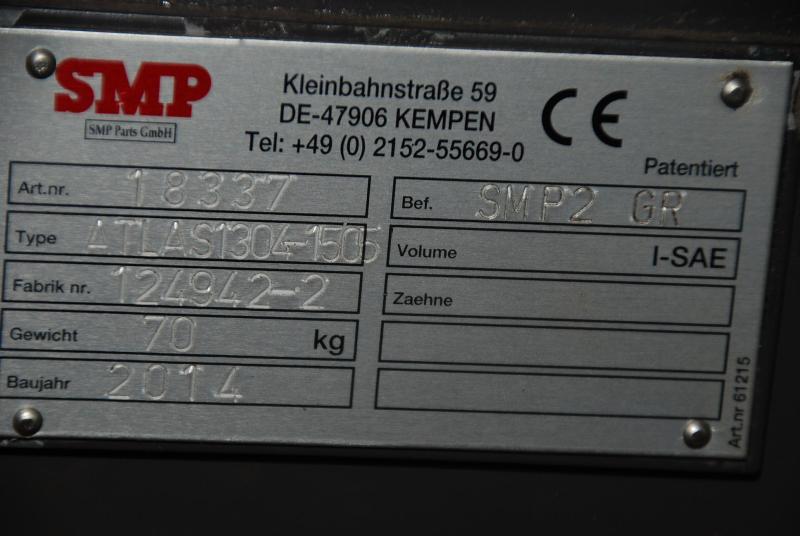 SMP
SMP Parts GmbH
Kleinbahnstraße 59
DE-47906 KEMPEN
Tel: +49 (0) 2152-55669-0
CE
Patentiert
Art.nr. 18337
Type ATLAS1304-1505
Fabrik nr. 124942-2
Gewicht 70 kg
Baujahr 2014
Bef. SMP2 GR
Volume I-SAE
Zaehne
Art.nr 61215